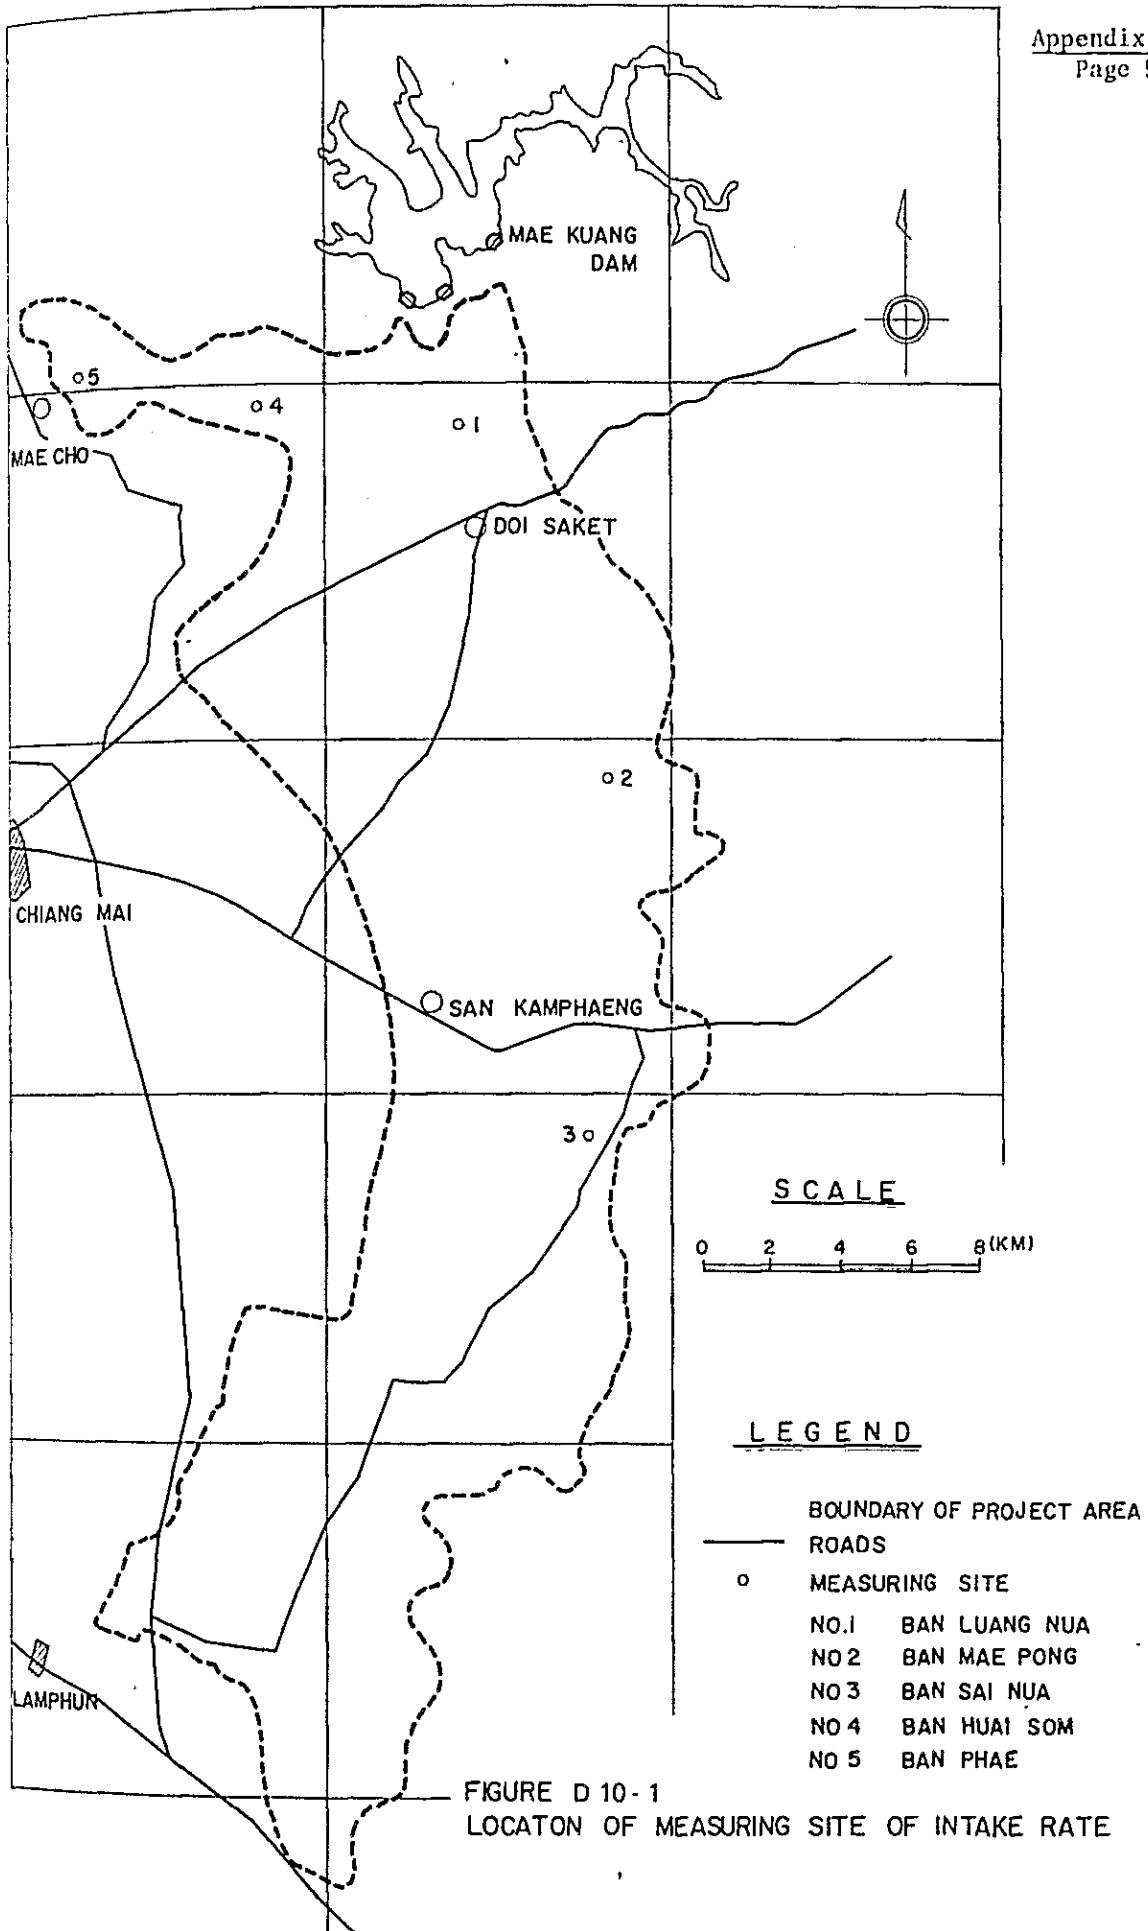 Appendix
Page
MAE KUANG
DAM
5
4
1
MAE CHO
DOI SAKET
2
CHIANG MAI
SAN KAMPHAENG
3
SCALE
0 2 4 6 8 (KM)
LEGEND
BOUNDARY OF PROJECT AREA
ROADS
MEASURING SITE
NO.1 BAN LUANG NUA
NO 2 BAN MAE PONG
NO 3 BAN SAI NUA
NO 4 BAN HUAI SOM
NO 5 BAN PHAE
LAMPHUN
FIGURE D 10-1
LOCATON OF MEASURING SITE OF INTAKE RATE